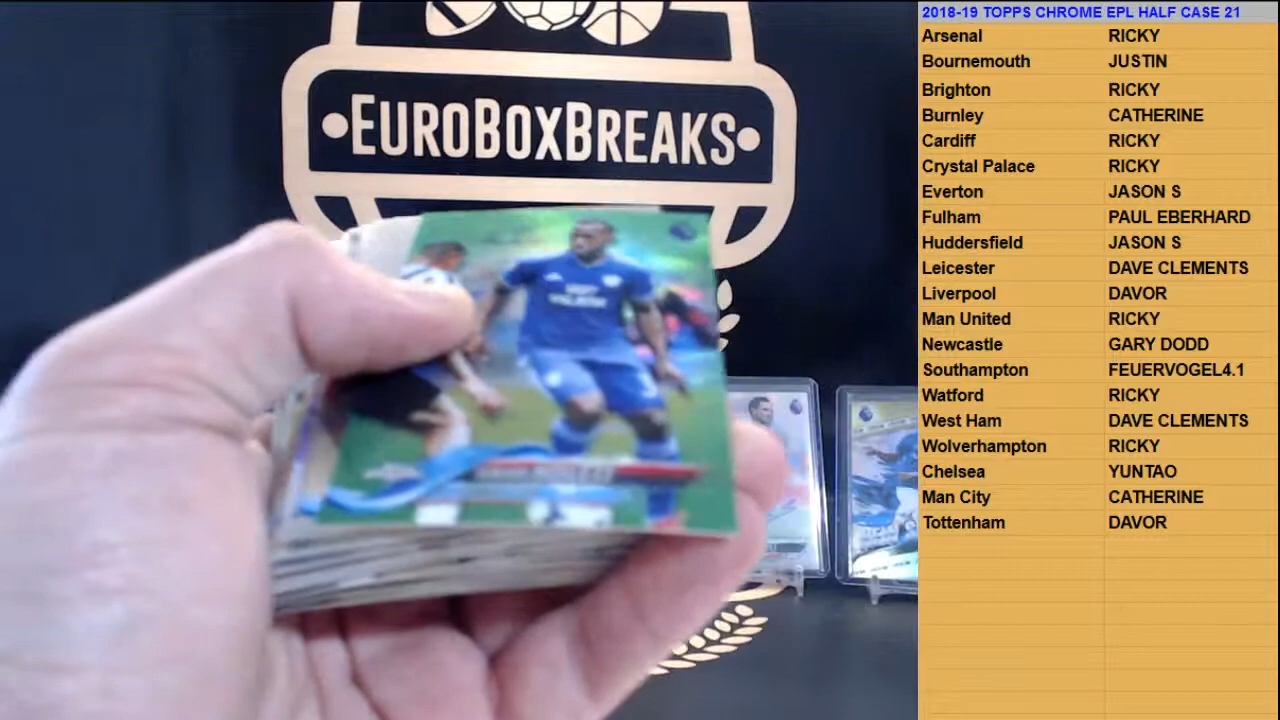 EUROBOXBREAKS
2018-19 TOPPS CHROME EPL HALF CASE 21
Arsenal RICKY
Bournemouth JUSTIN
Brighton RICKY
Burnley CATHERINE
Cardiff RICKY
Crystal Palace RICKY
Everton JASON S
Fulham PAUL EBERHARD
Huddersfield JASON S
Leicester DAVE CLEMENTS
Liverpool DAVOR
Man United RICKY
Newcastle GARY DODD
Southampton FEUERVOGEL4.1
Watford RICKY
West Ham DAVE CLEMENTS
Wolverhampton RICKY
Chelsea YUNTAO
Man City CATHERINE
Tottenham DAVOR